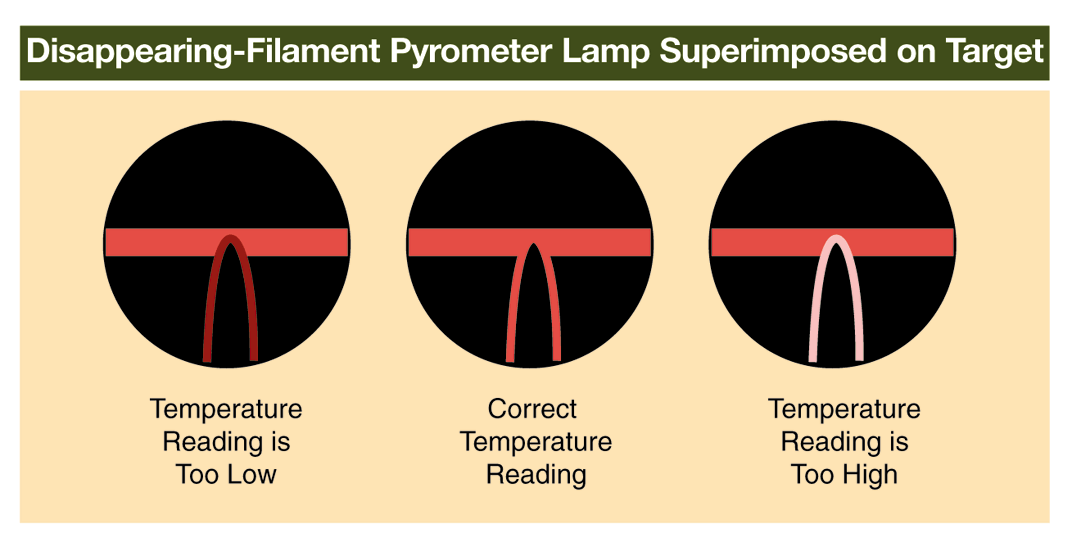 Disappearing-Filament Pyrometer Lamp Superimposed on Target
Temperature
Reading is
Too Low
Correct
Temperature
Reading
Temperature
Reading is
Too High